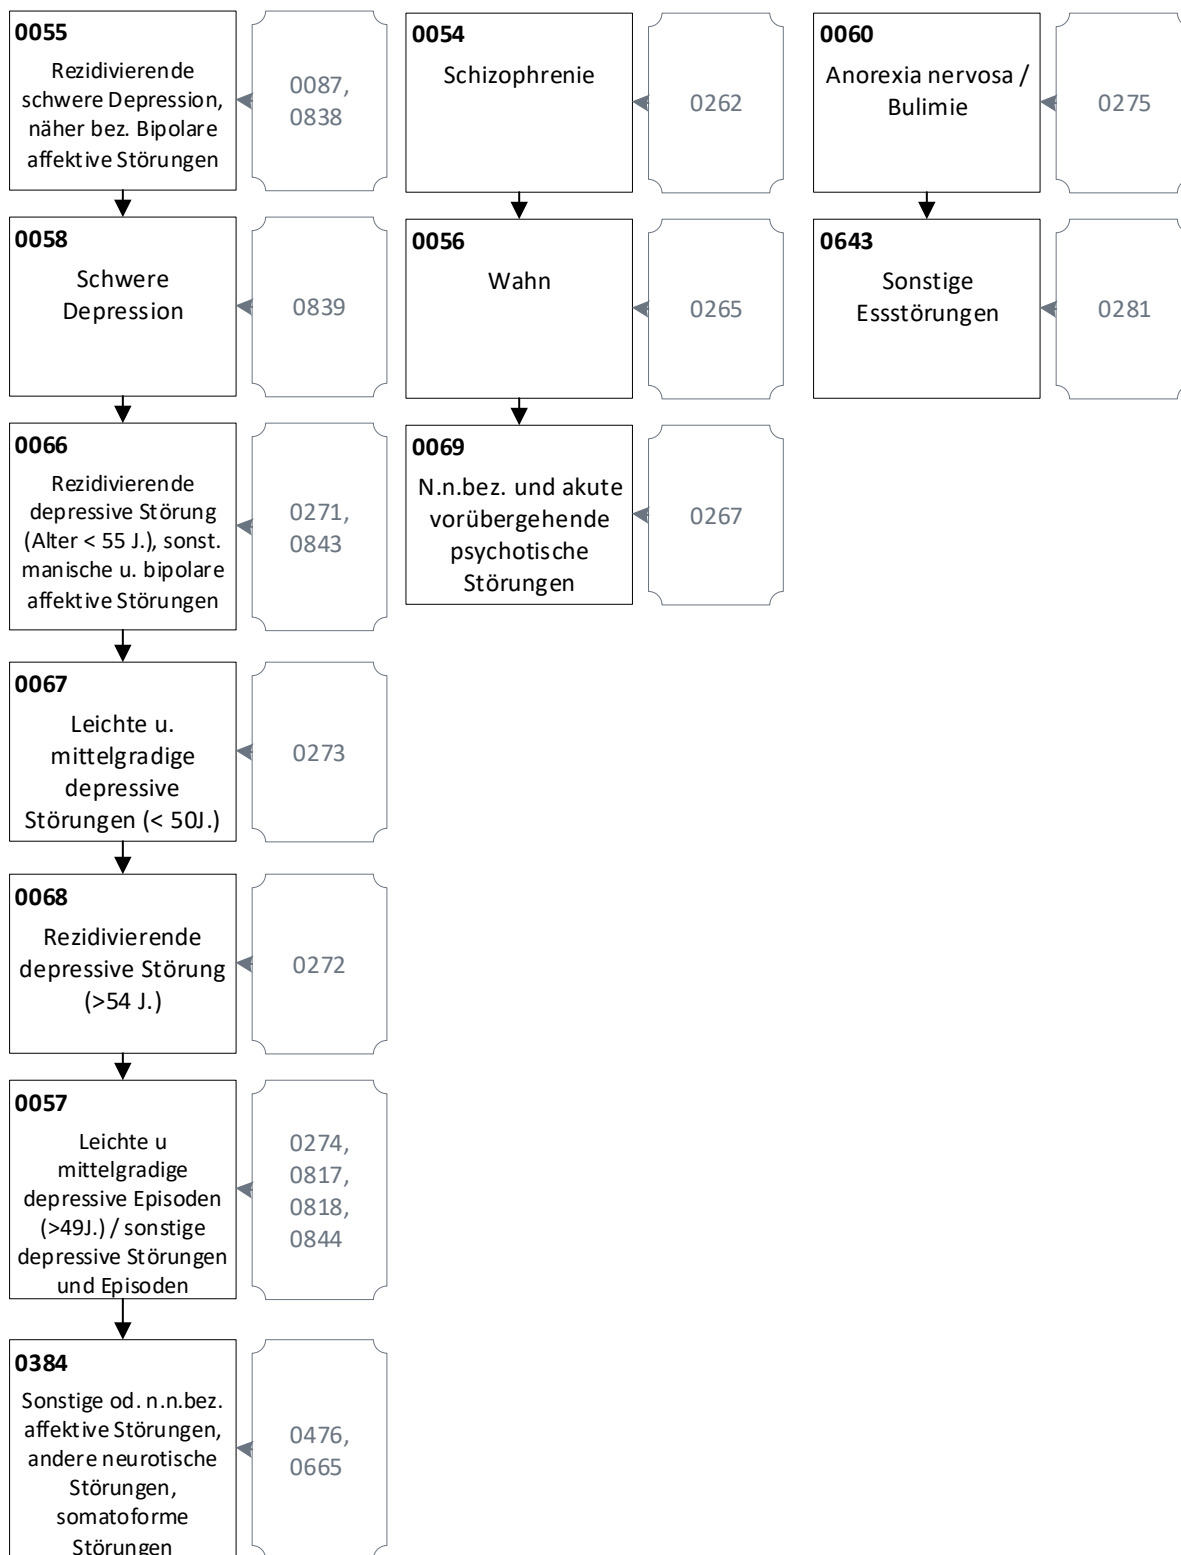 0055
Rezidivierende
schwere Depression,
näher bez. Bipolare
affektive Störungen
0087,
0838
0058
Schwere
Depression
0839
0066
Rezidivierende
depressive Störung
(Alter < 55 J.), sonst.
manische u. bipolare
affektive Störungen
0271,
0843
0067
Leichte u.
mittelgradige
depressive
Störungen (< 50J.)
0273
0068
Rezidivierende
depressive Störung
(>54 J.)
0272
0057
Leichte u
mittelgradige
depressive Episoden
(>49J.) / sonstige
depressive Störungen
und Episoden
0274,
0817,
0818,
0844
0384
Sonstige od. n.n.bez.
affektive Störungen,
andere neurotische
Störungen,
somatoforme
Störungen
0476,
0665
0054
Schizophrenie
0262
0056
Wahn
0265
0069
N.n.bez. und akute
vorübergehende
psychotische
Störungen
0267
0060
Anorexia nervosa /
Bulimie
0275
0643
Sonstige
Essstörungen
0281